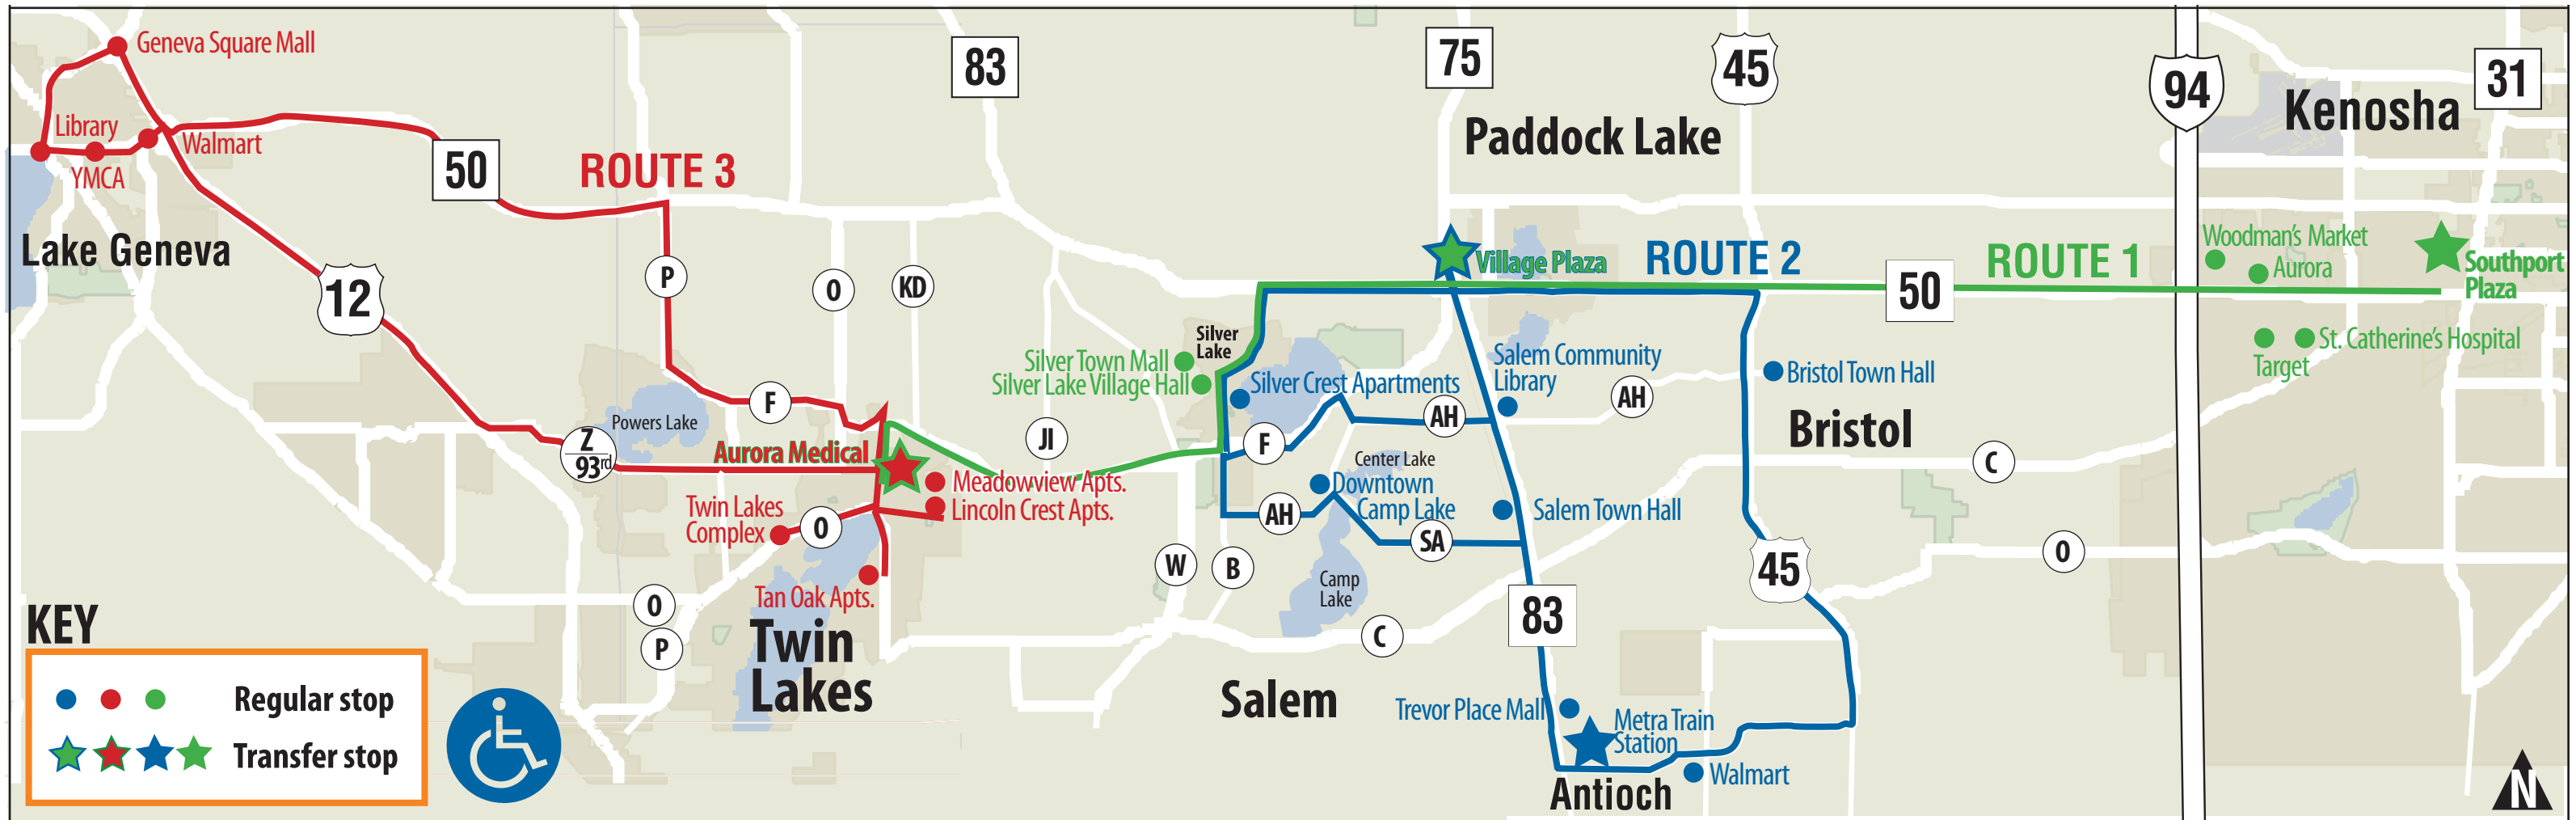 Geneva Square Mall
Library
YMCA
Walmart
Lake Geneva
50
ROUTE 3
12
83
75
45
94
31
Kenosha
Paddock Lake
P
O
KD
Village Plaza
ROUTE 2
50
ROUTE 1
Woodman's Market
Aurora
Southport
Plaza
St. Catherine's Hospital
Target
Silver
Lake
Silver Town Mall
Silver Lake Village Hall
Silver Crest Apartments
Salem Community
Library
AH
AH
Bristol Town Hall
Bristol
F
Powers Lake
Z
93rd
Aurora Medical
Meadowview Apts.
Lincoln Crest Apts.
JI
F
Center Lake
Downtown
Camp Lake
AH
SA
Salem Town Hall
C
Twin Lakes
Complex
O
Tan Oak Apts.
W
B
Camp
Lake
45
O
O
P
Twin
Lakes
C
83
Salem
Trevor Place Mall
Metra Train
Station
Walmart
Antioch
KEY
Regular stop
Transfer stop
N